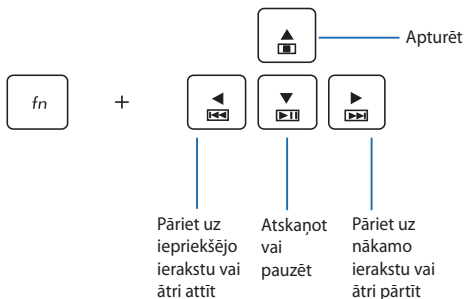 Apturēt
fn +
Pāriet uz
iepriekšējo
ierakstu vai
ātri attīt
Atskaņot
vai
pauzēt
Pāriet uz
nākamo
ierakstu vai
ātri pārtīt